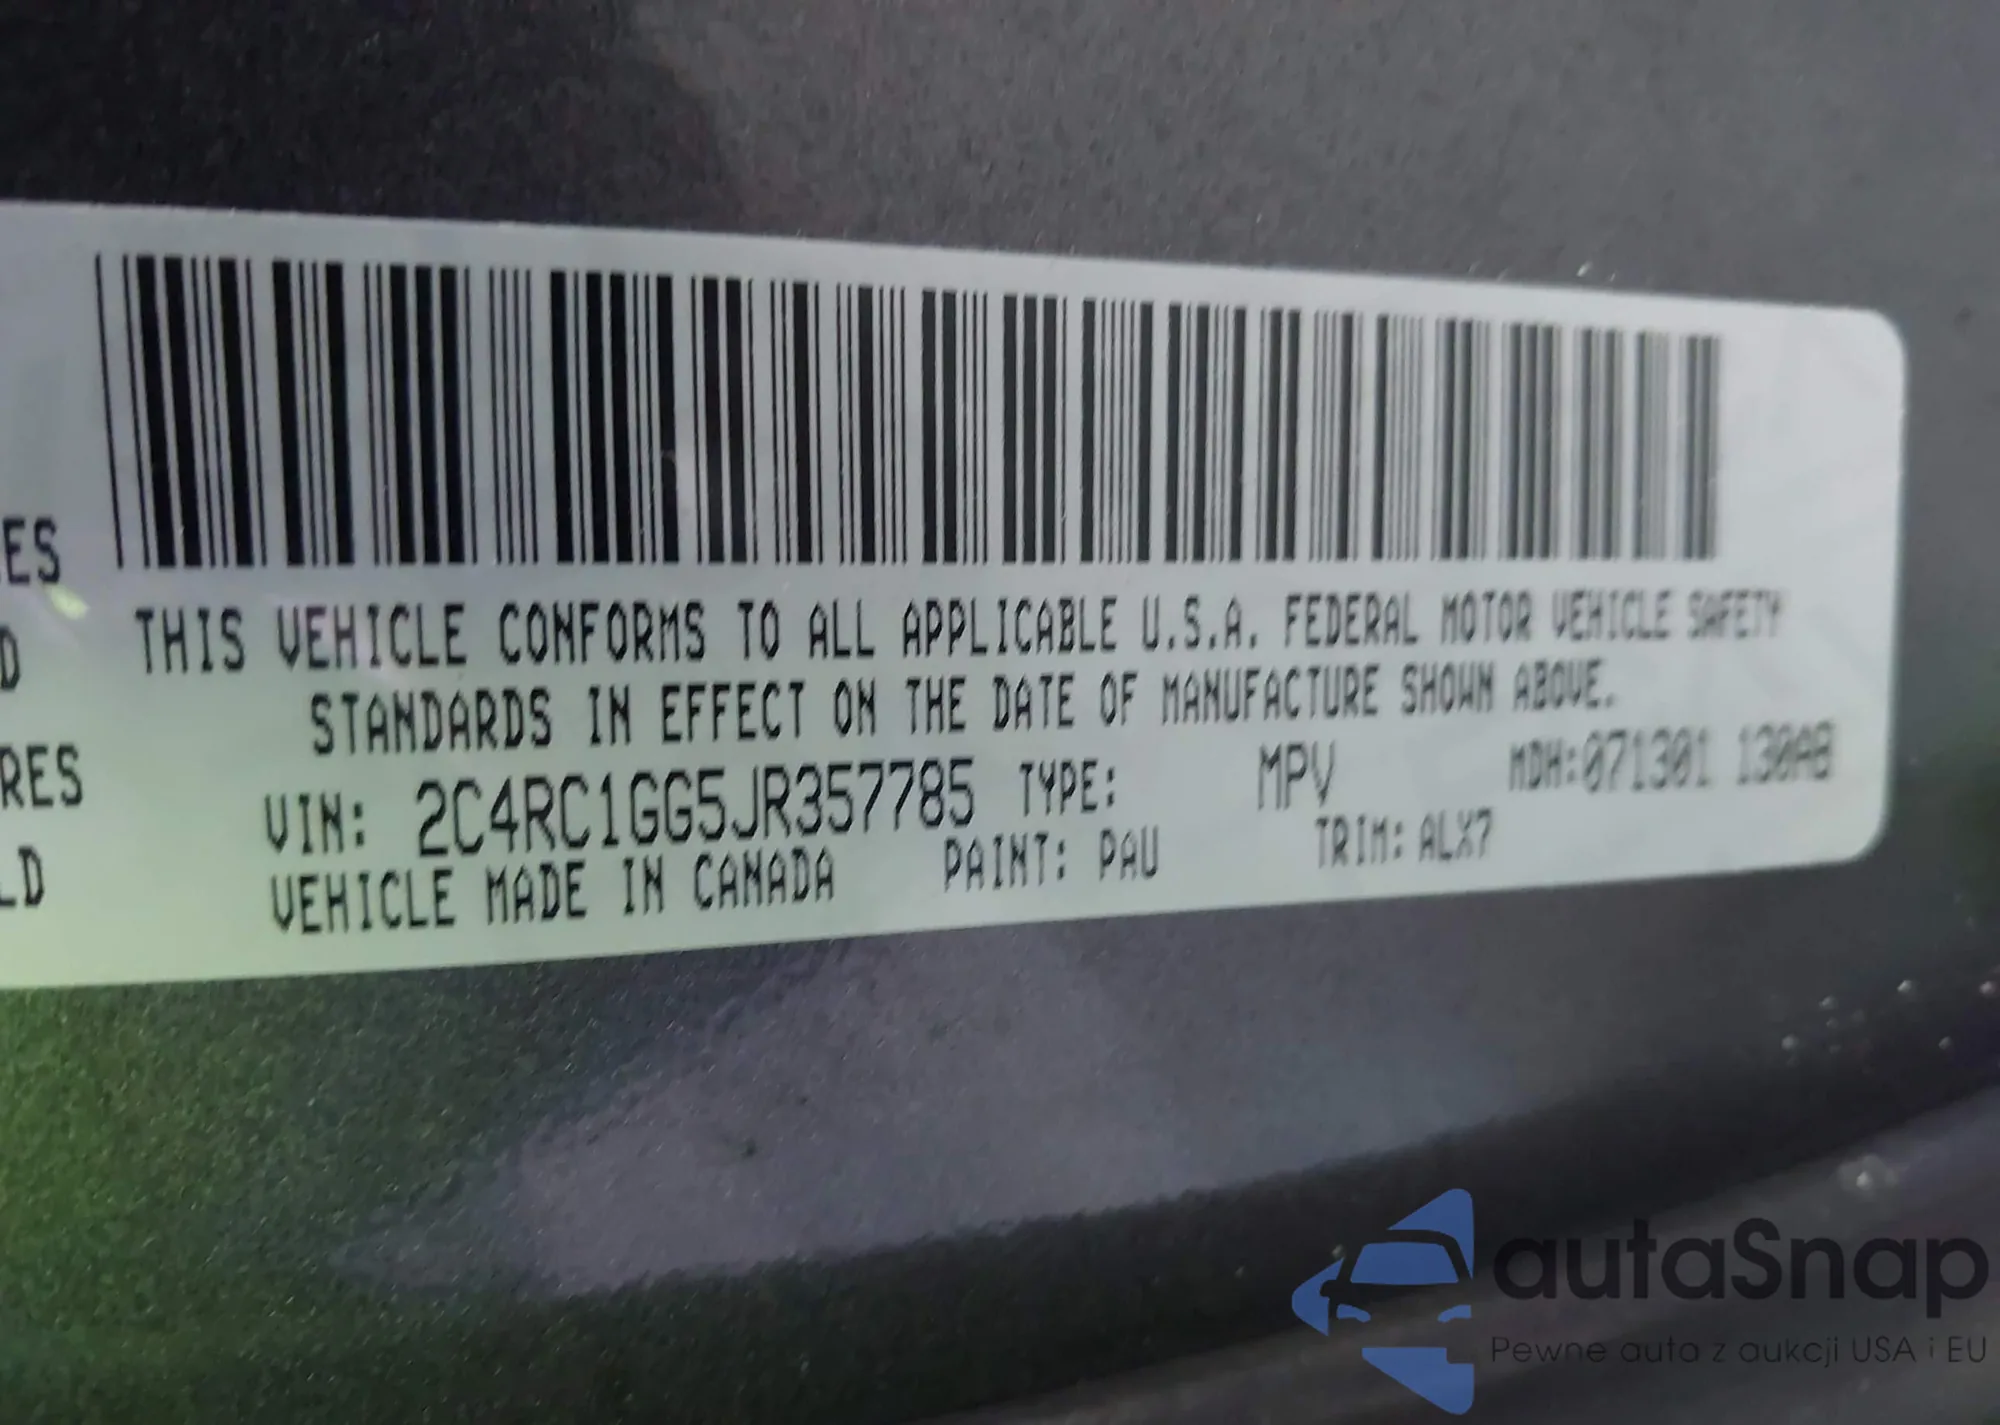 ES
D
RES
LD
THIS VEHICLE CONFORMS TO ALL APPLICABLE U.S.A. FEDERAL MOTOR VEHICLE SAFETY
STANDARDS IN EFFECT ON THE DATE OF MANUFACTURE SHOWN ABOVE.
VIN: 2C4RC1GG5JR357785 TYPE: MPV MDH:071301 130AB
VEHICLE MADE IN CANADA PAINT: PAU TRIM: ALX7
autaSnap
Pewne auta z aukcji USA i EU